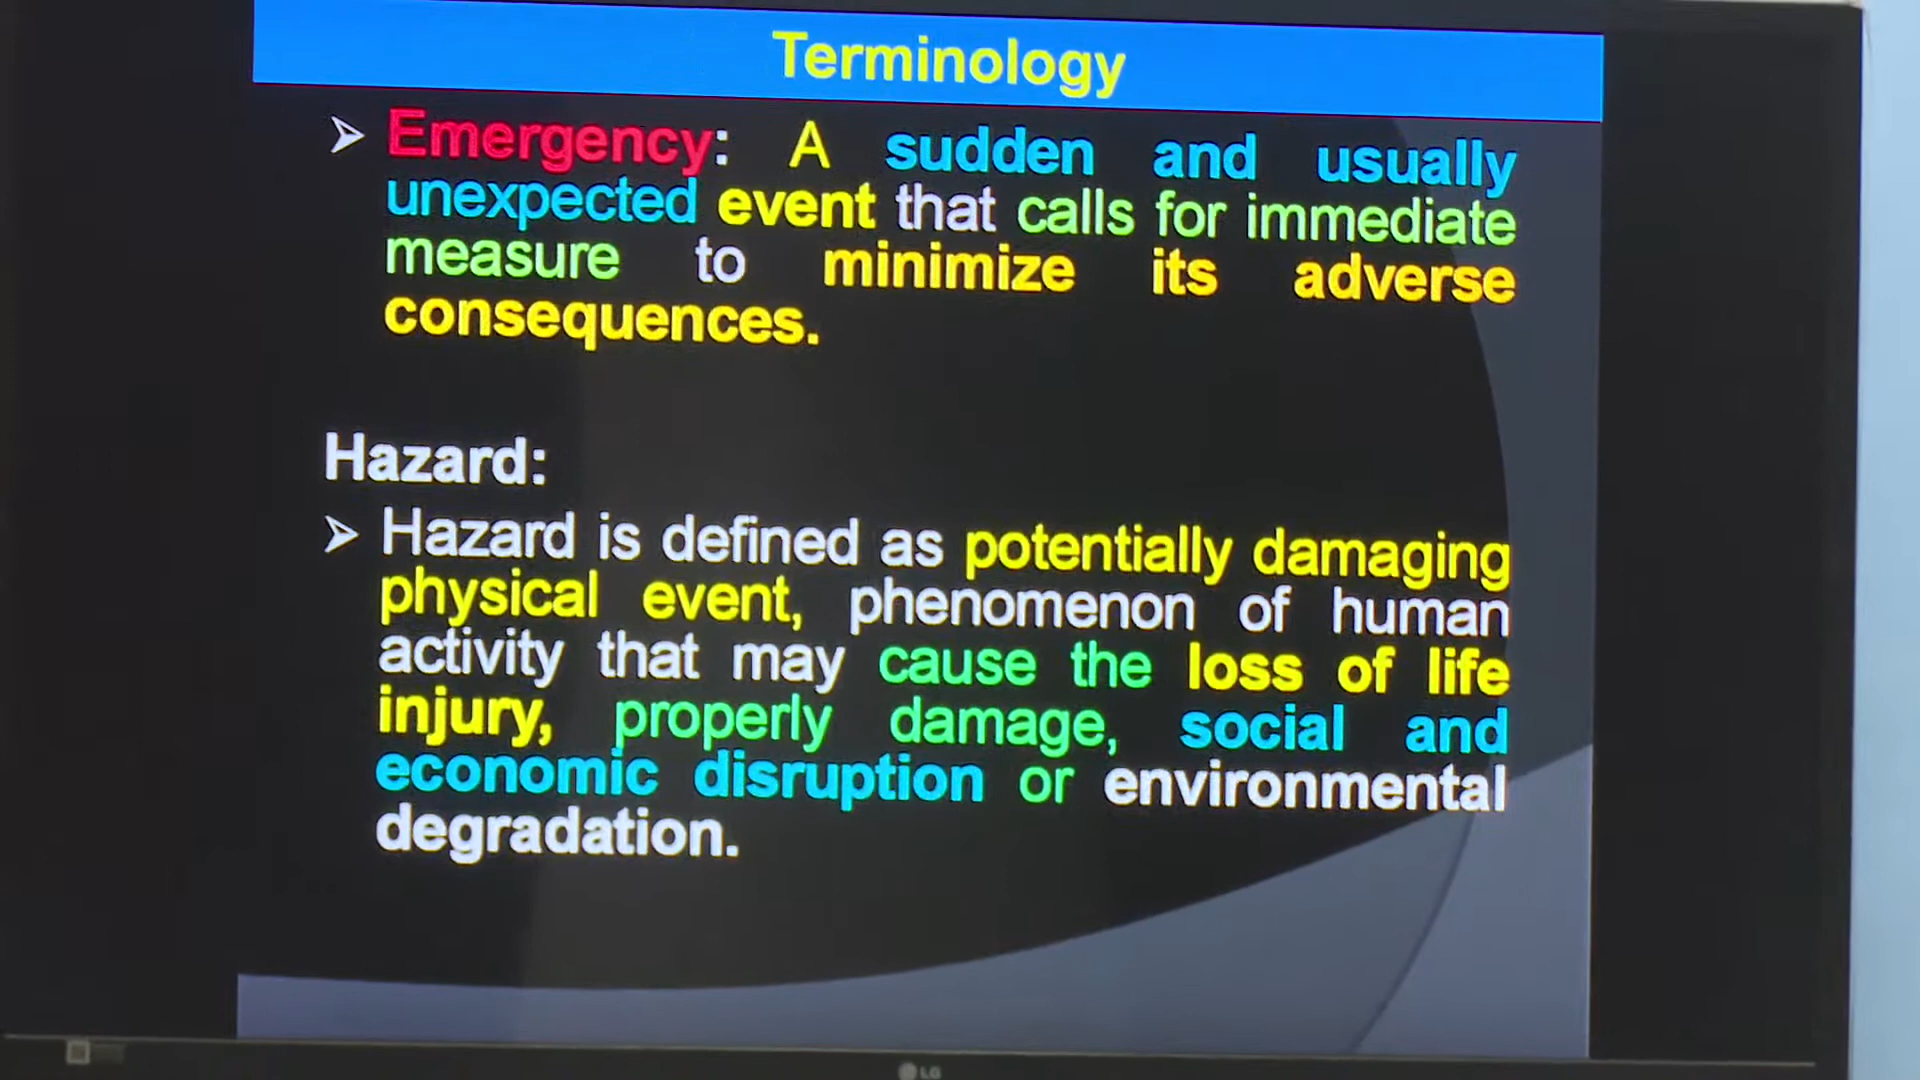 Terminology
➢ Emergency: A sudden and usually
unexpected event that calls for immediate
measure to minimize its adverse
consequences.
Hazard:
➢ Hazard is defined as potentially damaging
physical event, phenomenon of human
activity that may cause the loss of life
injury, properly damage, social and
economic disruption or environmental
degradation.
LG